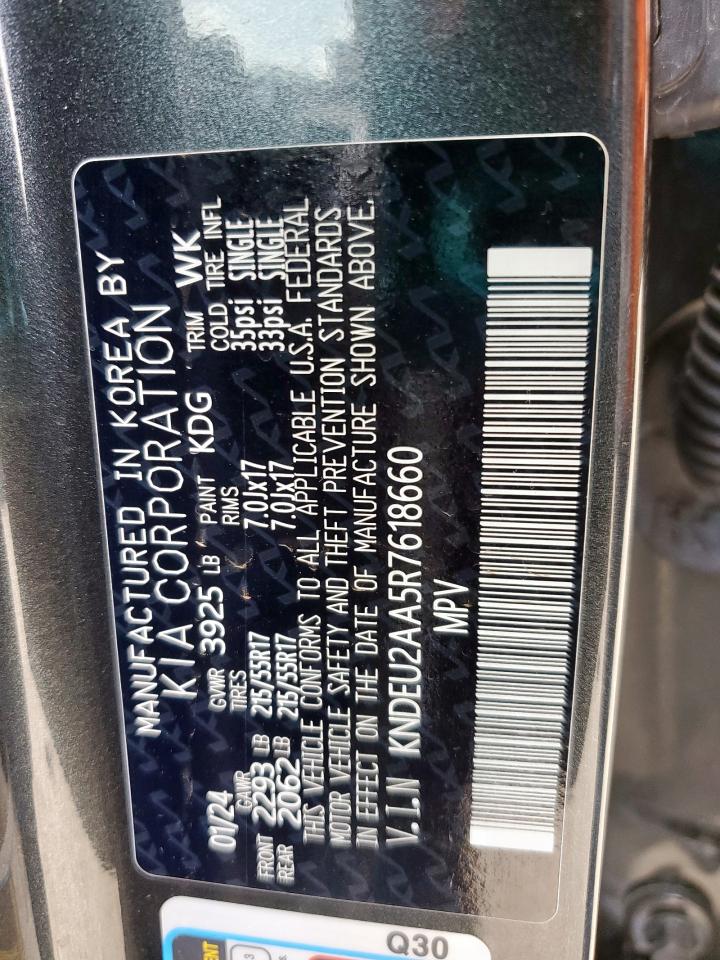 MANUFACTURED IN KOREA BY
KIA CORPORATION
01/24 GVWR 3925 LB PAINT KDG TRIM WK
GAWR TIRES RIMS COLD TIRE INFL
FRONT 2293 LB 215/55R17 7.0Jx17 35psi SINGLE
REAR 2062 LB 215/55R17 7.0Jx17 33psi SINGLE
THIS VEHICLE CONFORMS TO ALL APPLICABLE U.S.A. FEDERAL
MOTOR VEHICLE SAFETY AND THEFT PREVENTION STANDARDS
IN EFFECT ON THE DATE OF MANUFACTURE SHOWN ABOVE.
V.I.N KNDEU2AA5R7618660
MPV
Q30